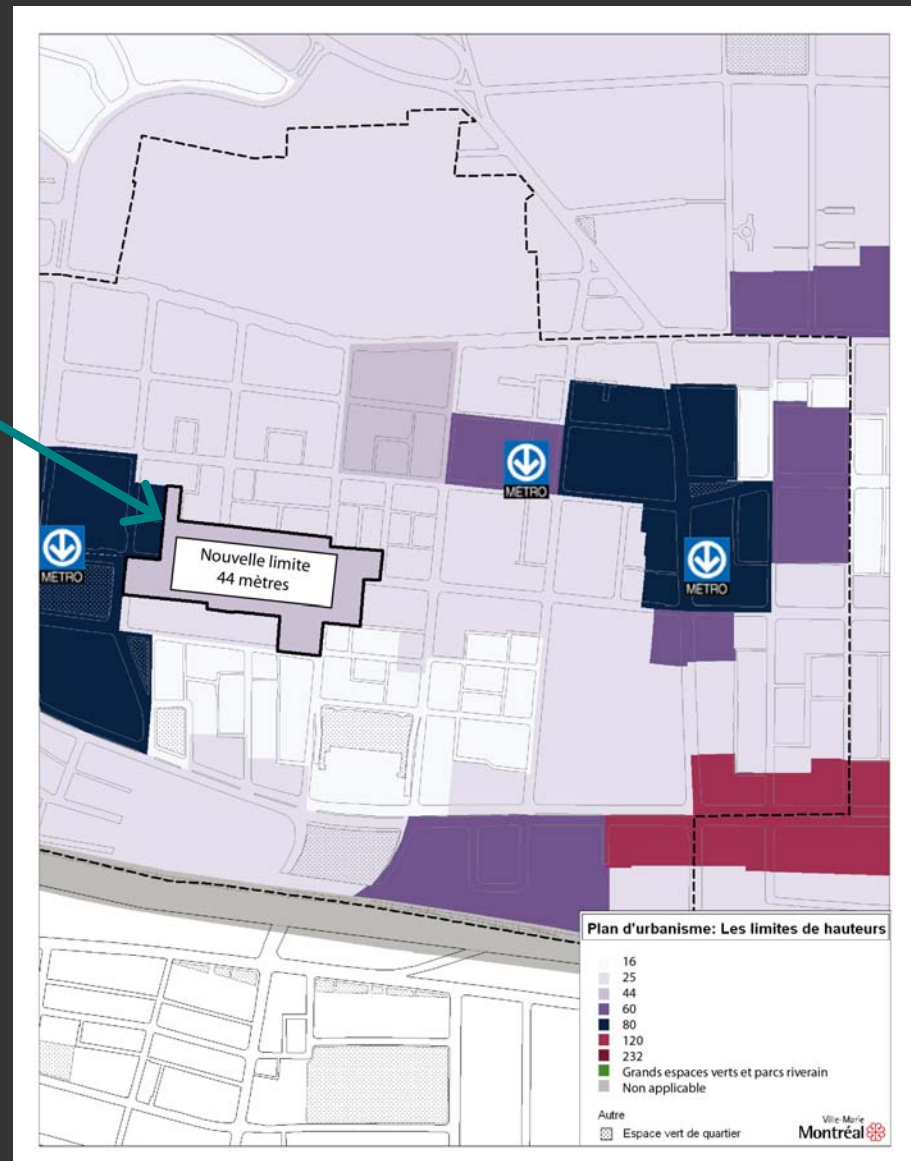 METRO
Nouvelle limite
44 mètres
METRO
METRO
Plan d'urbanisme: Les limites de hauteurs
16
25
44
60
80
120
232
Grands espaces verts et parcs riverain
Non applicable
Autre
Espace vert de quartier
Ville-Marie
Montréal